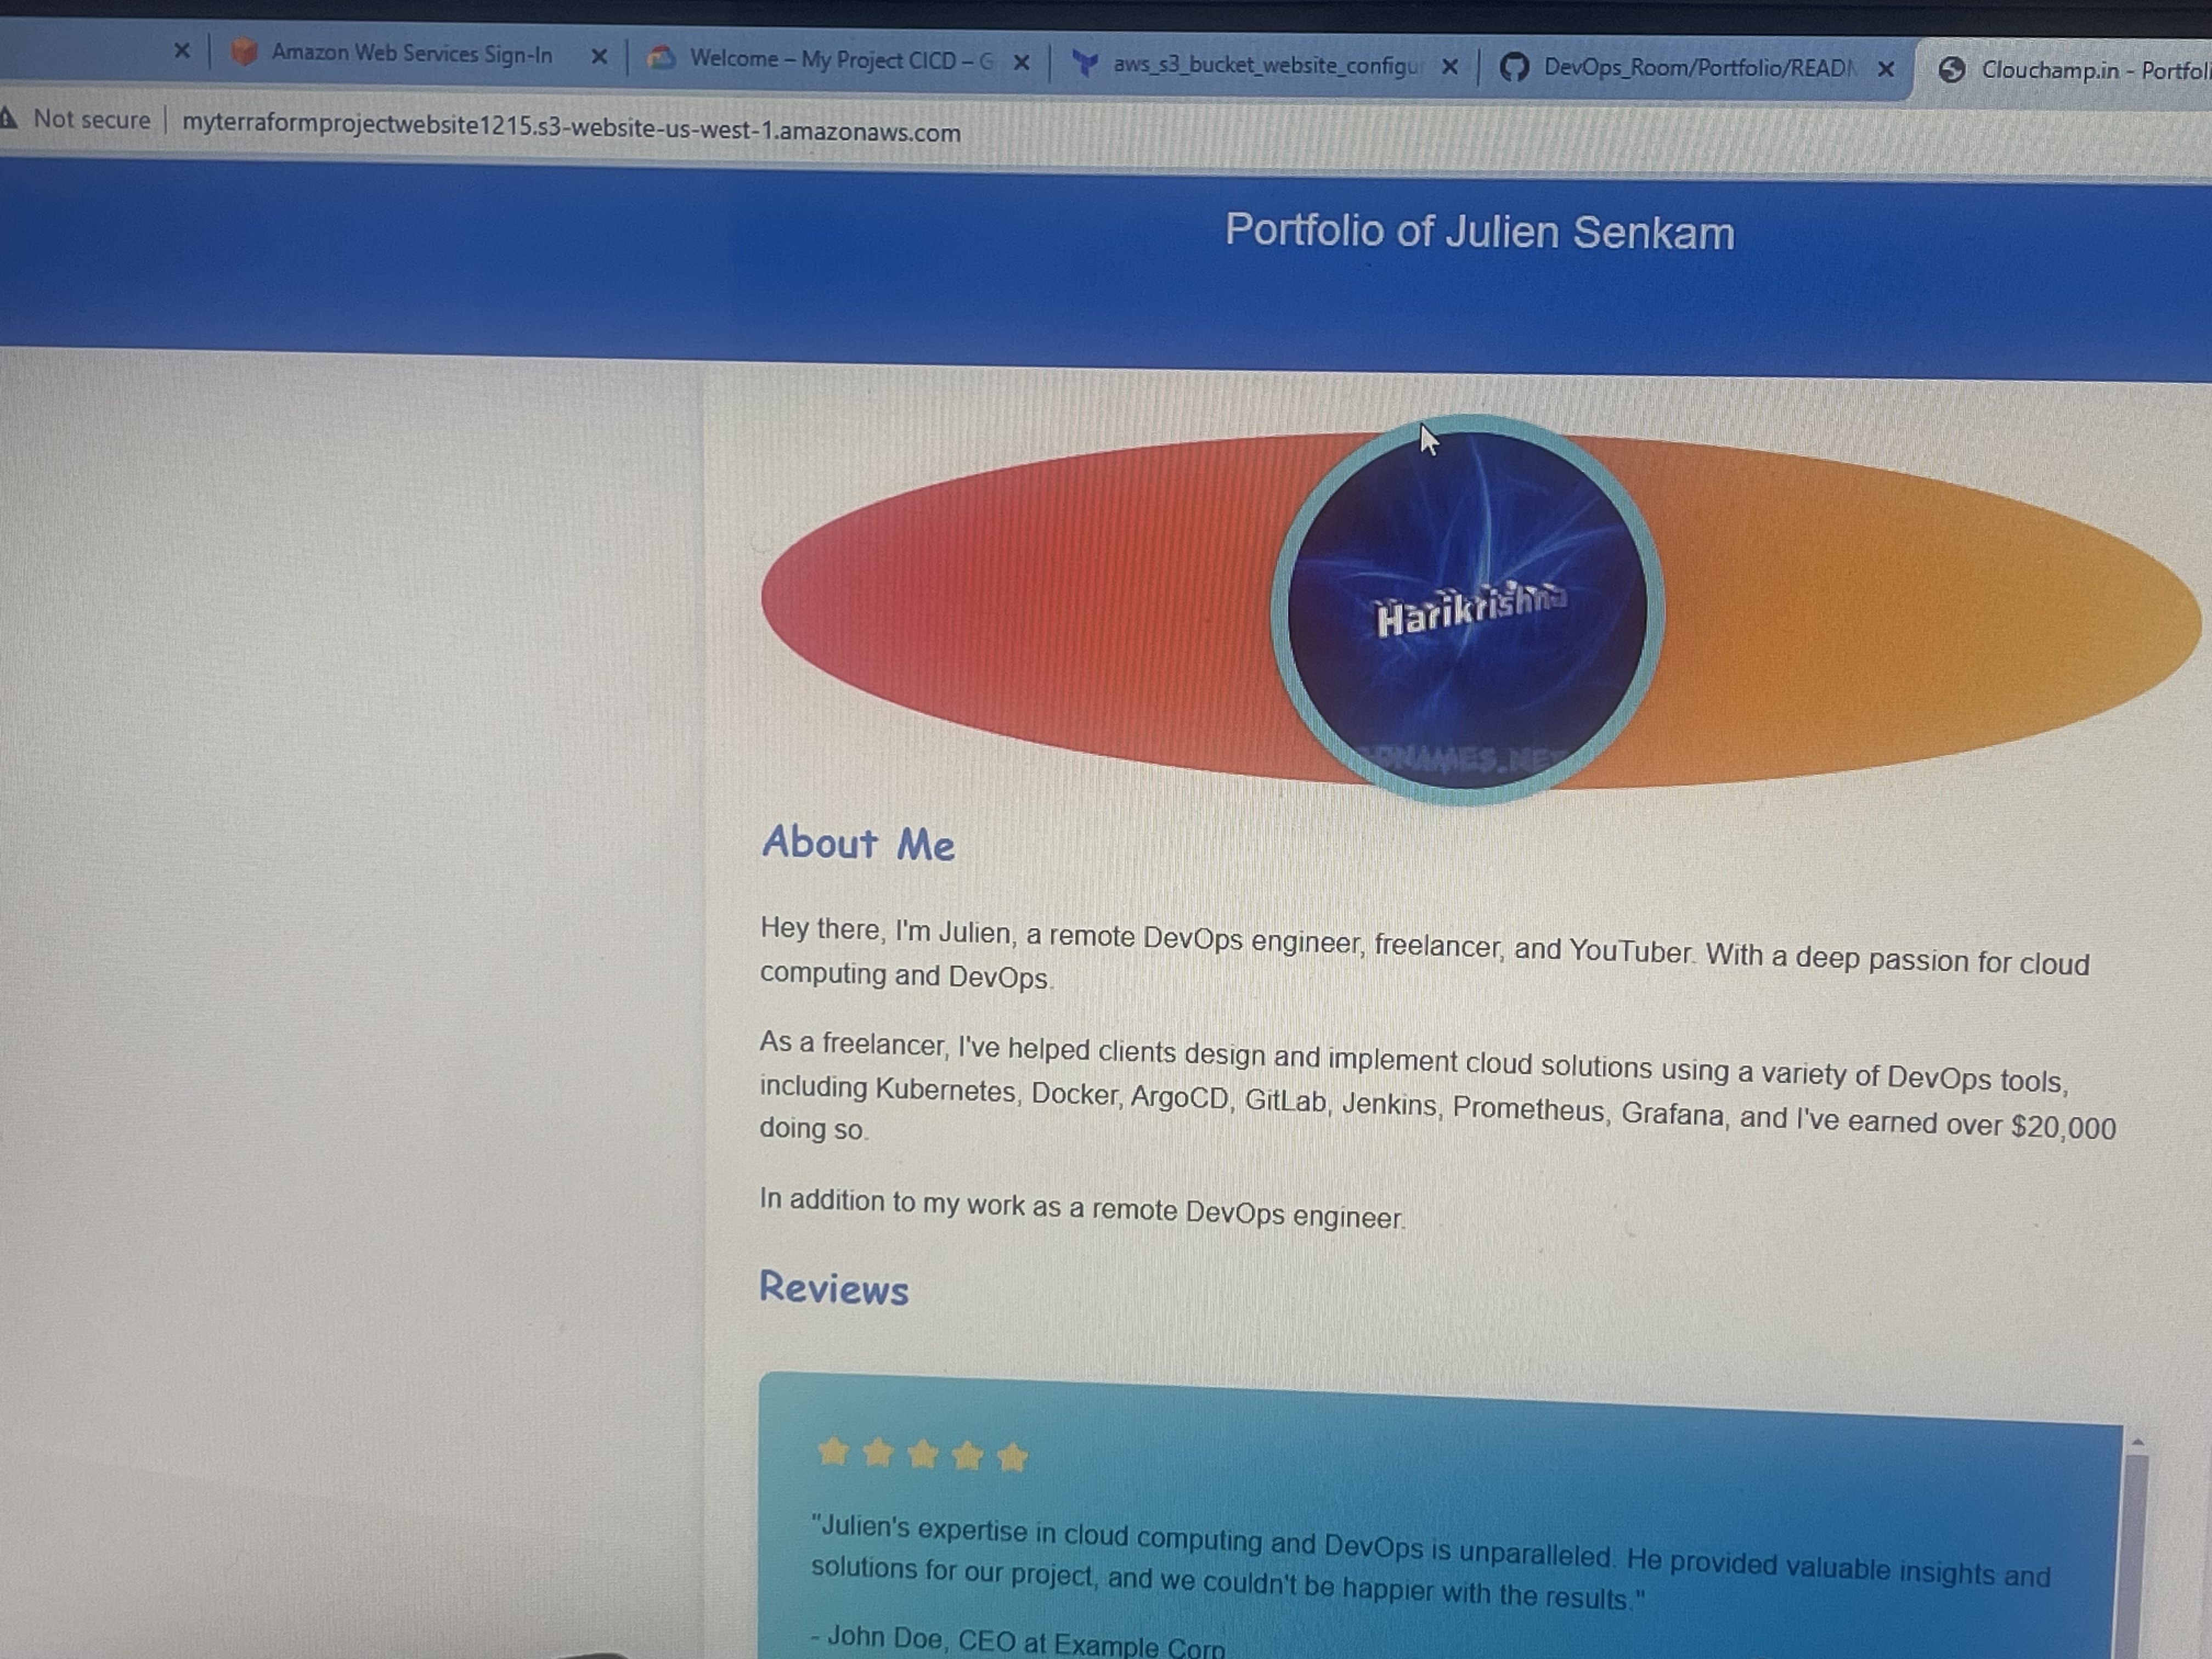 Amazon Web Services Sign-In
Welcome – My Project CICD – G
aws_s3_bucket_website_configu
DevOps_Room/Portfolio/READM
Clouchamp.in - Portfoli
Not secure
myterraformprojectwebsite1215.s3-website-us-west-1.amazonaws.com
Portfolio of Julien Senkam
Harikrishna
NAMES.NE
About Me
Hey there, I'm Julien, a remote DevOps engineer, freelancer, and YouTuber. With a deep passion for cloud
computing and DevOps.
As a freelancer, I've helped clients design and implement cloud solutions using a variety of DevOps tools,
including Kubernetes, Docker, ArgoCD, GitLab, Jenkins, Prometheus, Grafana, and I've earned over $20,000
doing so.
In addition to my work as a remote DevOps engineer.
Reviews
"Julien's expertise in cloud computing and DevOps is unparalleled. He provided valuable insights and
solutions for our project, and we couldn't be happier with the results."
- John Doe, CEO at Example Corp